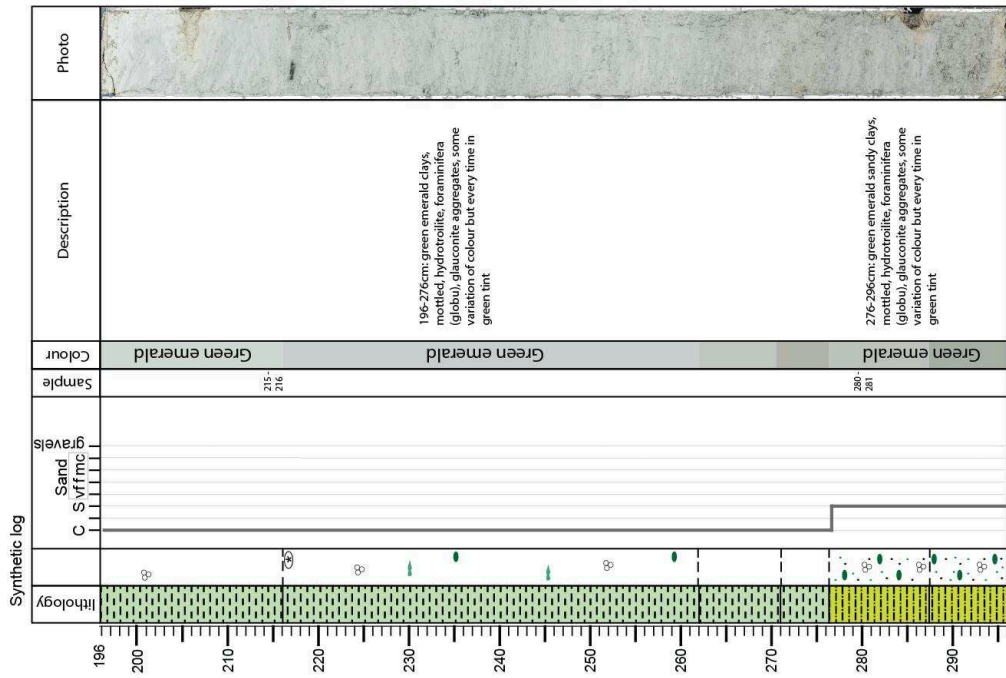 Synthetic log
lithology
C
S
vf f m c
Sand
gravels
Sample
Colour
Description
Photo
196
200
210
220
230
240
250
260
270
280
290
215-
216
280-
281
Green emerald
Green emerald
Green emerald
Green
196-276cm: green emerald clays,
mottled, hydrotroilite, foraminifera
(globu), glauconite aggregates, some
variation of colour but every time in
green tint
276-296cm: green emerald sandy clays,
mottled, hydrotroilite, foraminifera
(globu), glauconite aggregates, some
variation of colour but every time in
green tint